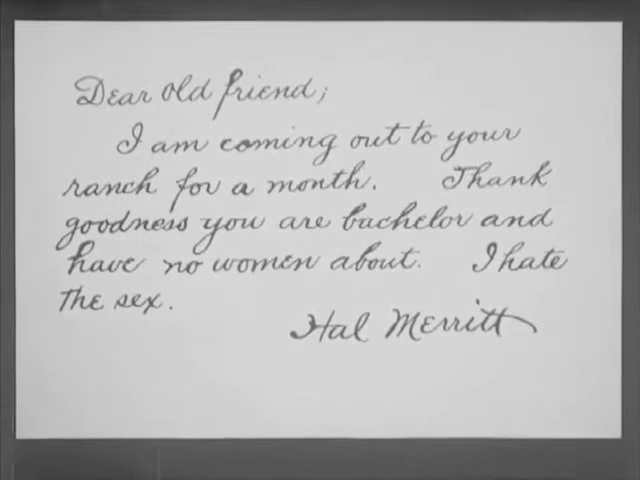 Dear old friend;
I am coming out to your
ranch for a month. Thank
goodness you are bachelor and
have no women about. I hate
the sex.
Hal Merritt